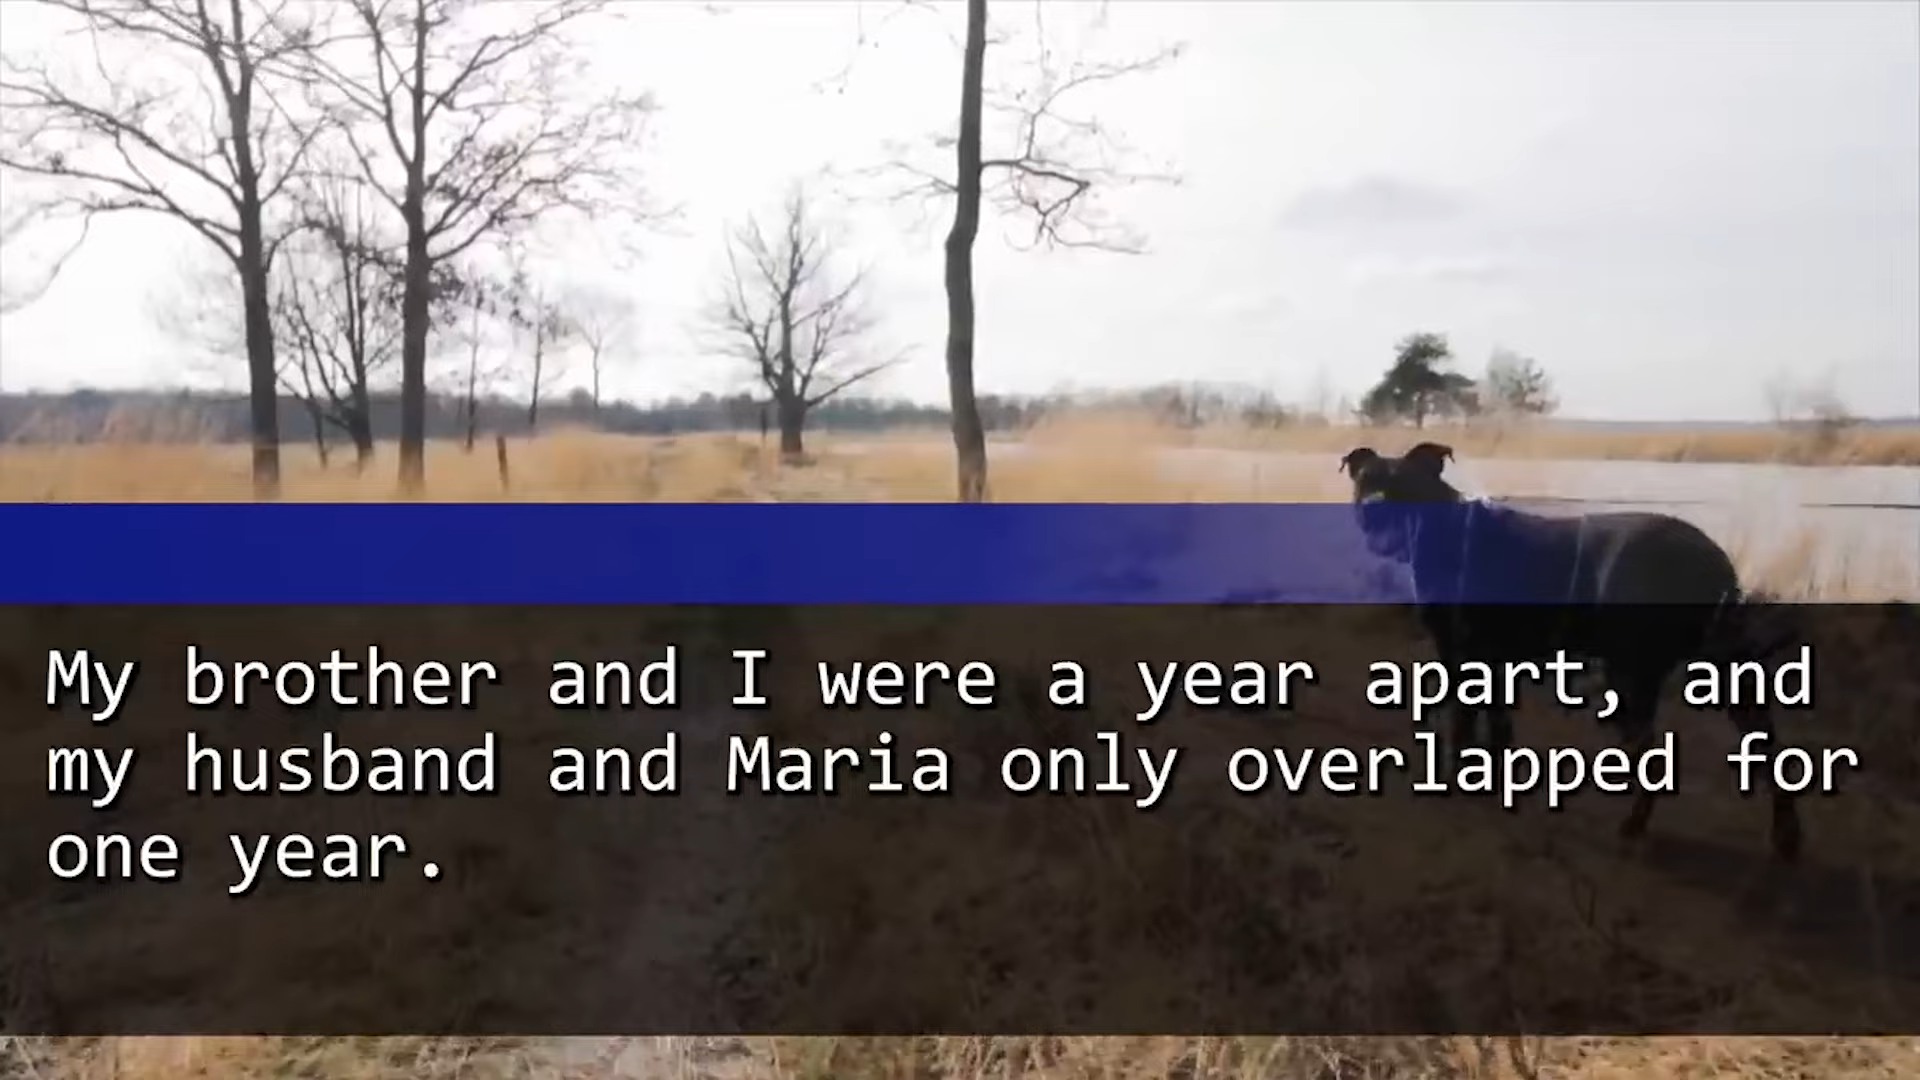 My brother and I were a year apart, and
my husband and Maria only overlapped for
one year.